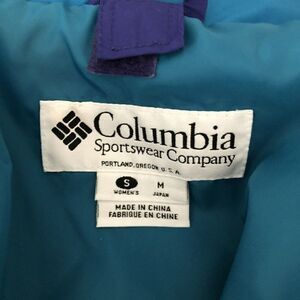 Columbia
Sportswear Company
PORTLAND, OREGON U.S.A.
S M
WOMEN'S JAPAN
MADE IN CHINA
FABRIQUE EN CHINE